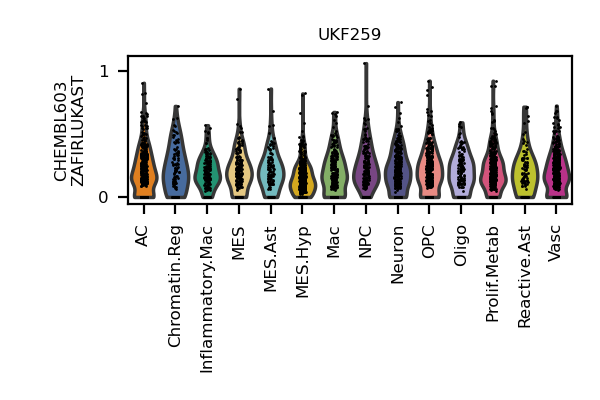 UKF259
CHEMBL603
ZAFIRLUKAST
1
0
AC
Chromatin.Reg
Inflammatory.Mac
MES
MES.Ast
MES.Hyp
Mac
NPC
Neuron
OPC
Oligo
Prolif.Metab
Reactive.Ast
Vasc